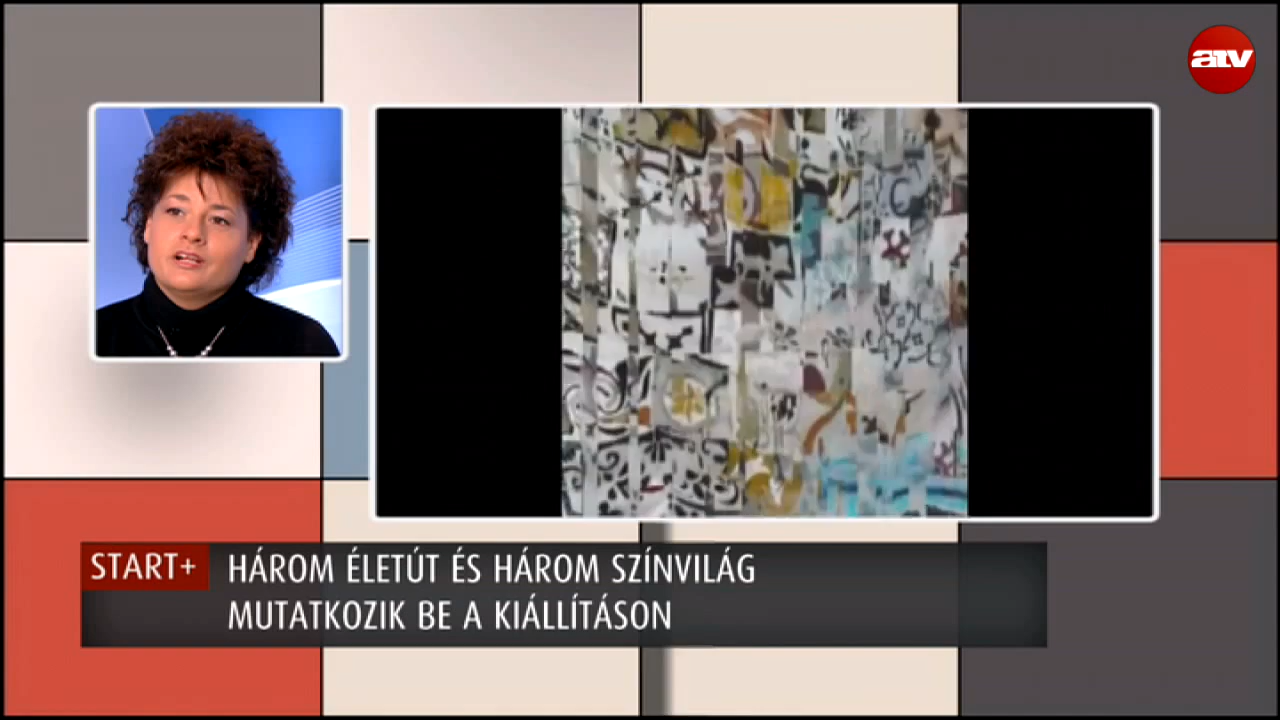 atv
START+
HÁROM ÉLETÚT ÉS HÁROM SZÍNVILÁG
MUTATKOZIK BE A KIÁLLÍTÁSON